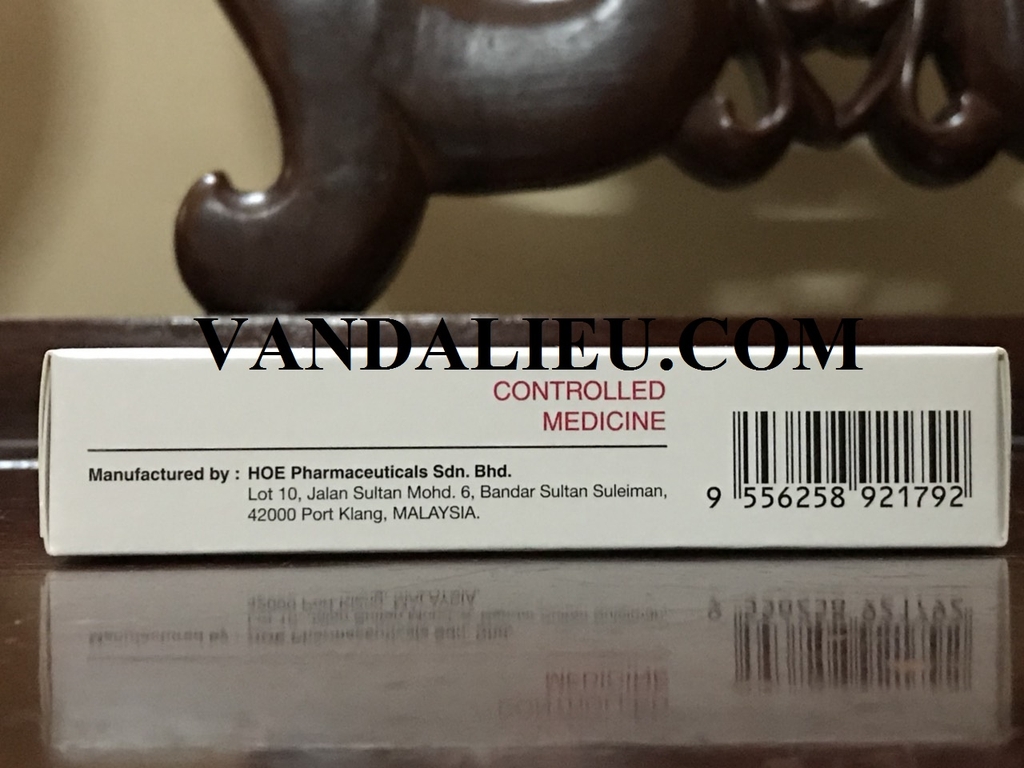 VANDALIEU.COM
CONTROLLED
MEDICINE
Manufactured by : HOE Pharmaceuticals Sdn. Bhd.
Lot 10, Jalan Sultan Mohd. 6, Bandar Sultan Suleiman,
42000 Port Klang, MALAYSIA.
9 556258 921792